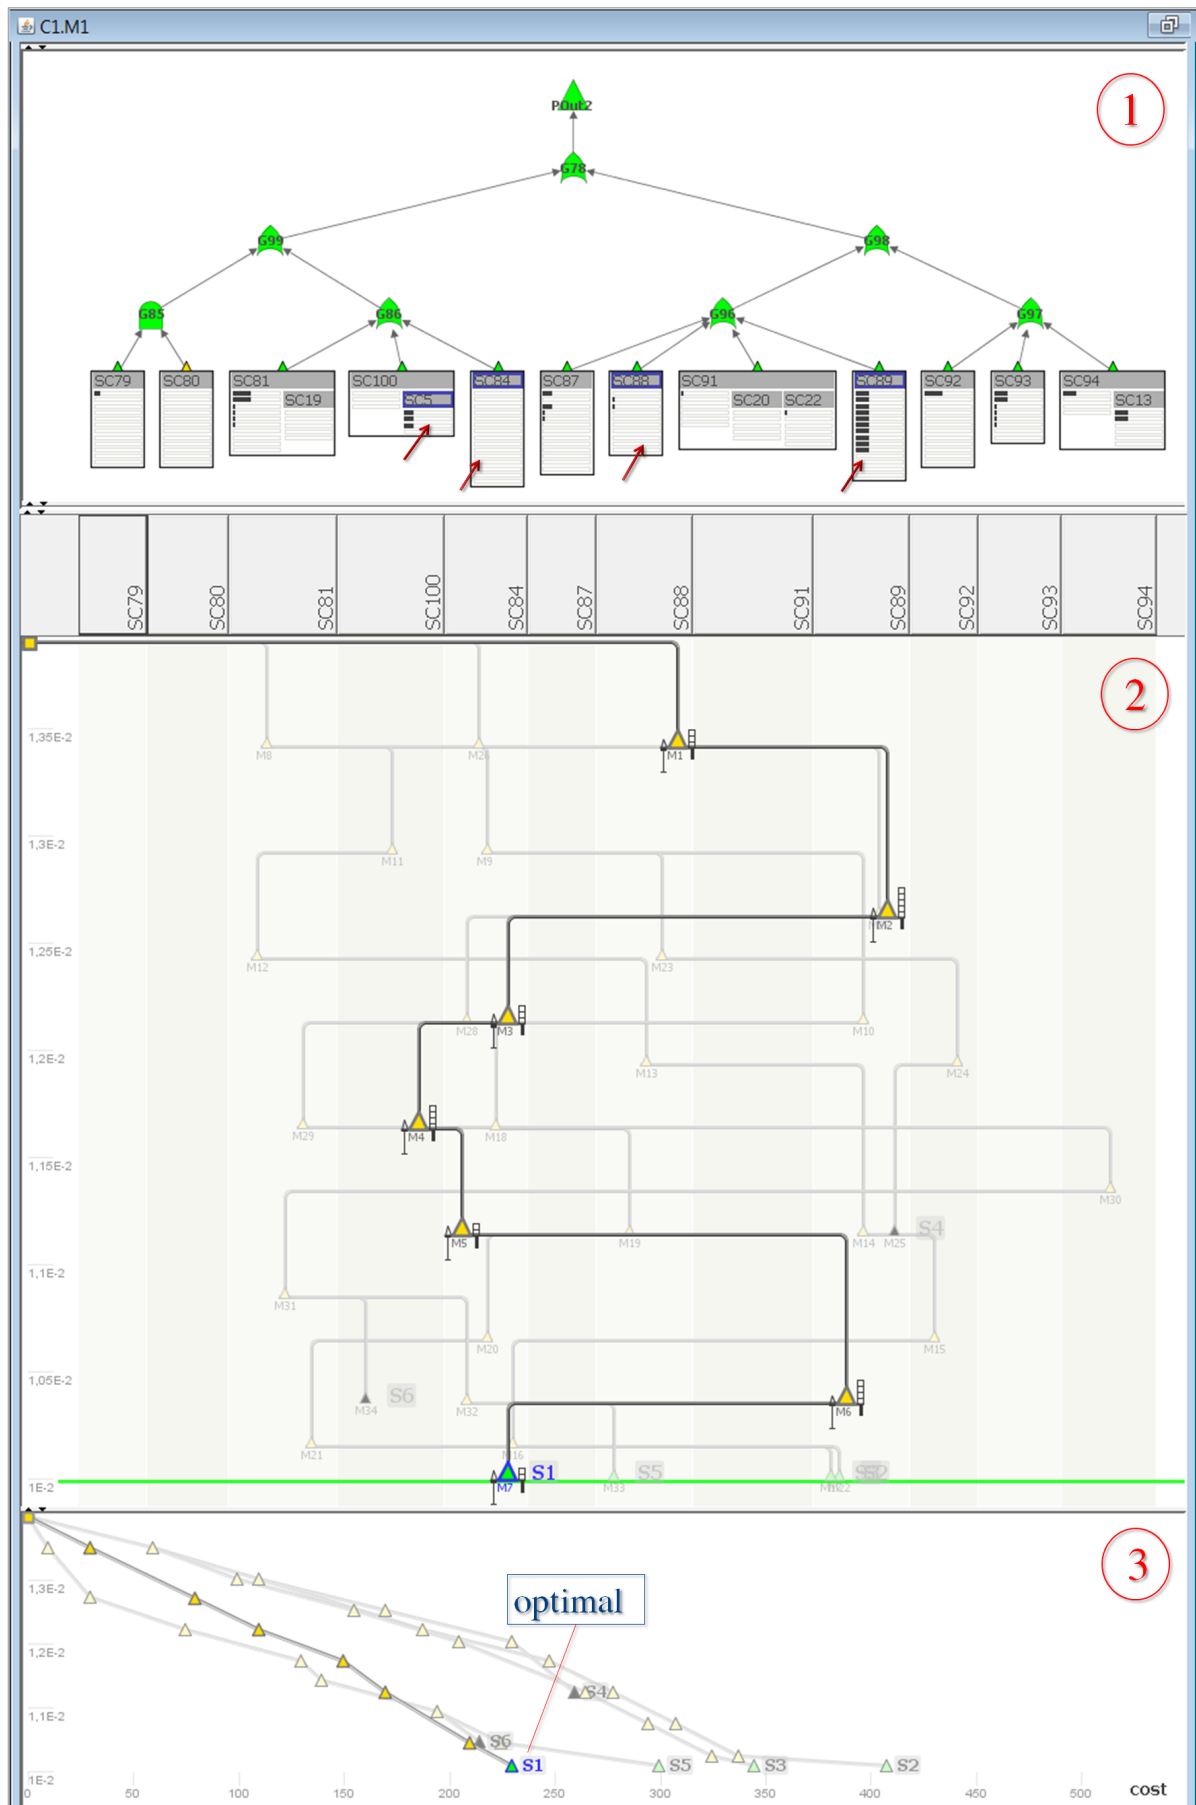 C1.M1
1
POut2
G78
G99
G98
G85
G86
G96
G97
SC79
SC80
SC81
SC19
SC100
SC5
SC84
SC87
SC88
SC91
SC20
SC22
SC89
SC92
SC93
SC94
SC13
SC79
SC80
SC81
SC100
SC84
SC87
SC88
SC91
SC89
SC92
SC93
SC94
2
1,35E-2
M8
M1
1,3E-2
M11
M9
M2
1,25E-2
M12
M23
M28
M3
M10
1,2E-2
M13
M24
M29
M4
M18
1,15E-2
M30
M5
M19
M14
M25
S4
1,1E-2
M31
M20
M15
1,05E-2
S6
M34
M32
M6
M21
M16
S1
S5
S2
1E-2
M7
M33
3
1,3E-2
optimal
1,2E-2
S4
1,1E-2
S6
S1
S5
S3
S2
1E-2
0 50 100 150 200 250 300 350 400 450 500 cost